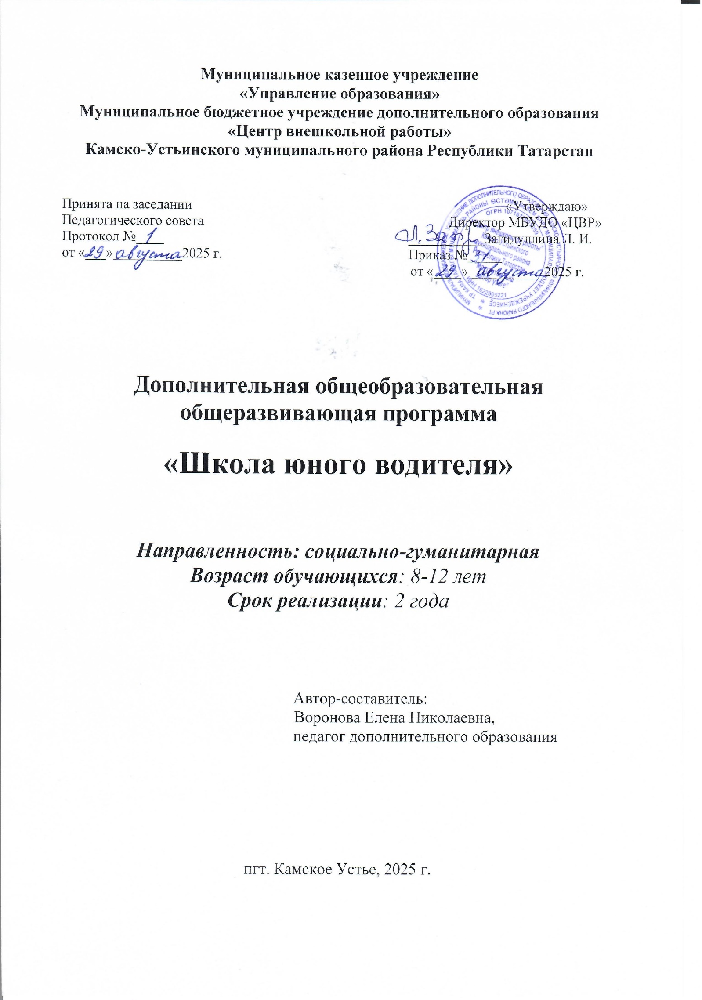 Муниципальное казенное учреждение
«Управление образования»
Муниципальное бюджетное учреждение дополнительного образования
«Центр внешкольной работы»
Камско-Устьинского муниципального района Республики Татарстан
Принята на заседании
Педагогического совета
Протокол № 1
от «29» августа 2025 г.
«Утверждаю»
Директор МБУДО «ЦВР»
Загидуллина Л. И.
Приказ №
от «29» августа 2025 г.
ИНН 1622005221
Дополнительная общеобразовательная
общеразвивающая программа
«Школа юного водителя»
Направленность: социально-гуманитарная
Возраст обучающихся: 8-12 лет
Срок реализации: 2 года
Автор-составитель:
Воронова Елена Николаевна,
педагог дополнительного образования
пгт. Камское Устье, 2025 г.